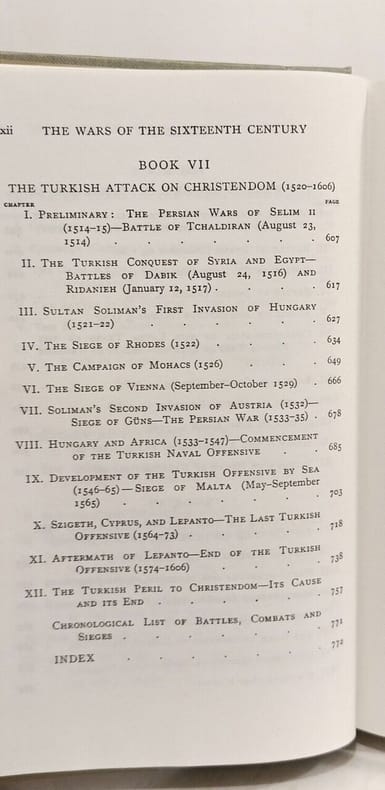 xii THE WARS OF THE SIXTEENTH CENTURY
BOOK VII
THE TURKISH ATTACK ON CHRISTENDOM (1520–1606)
CHAPTER PAGE
I. PRELIMINARY: THE PERSIAN WARS OF SELIM II
(1514–15)—BATTLE OF TCHALDIRAN (August 23,
1514) . . . . . . . 607
II. THE TURKISH CONQUEST OF SYRIA AND EGYPT—
BATTLES OF DABIK (August 24, 1516) AND
RIDANIEH (January 12, 1517) . . . . . 617
III. SULTAN SOLIMAN'S FIRST INVASION OF HUNGARY
(1521–22) . . . . . . 627
IV. THE SIEGE OF RHODES (1522) . . . . 634
V. THE CAMPAIGN OF MOHACS (1526) . . . 649
VI. THE SIEGE OF VIENNA (September–October 1529) . 666
VII. SOLIMAN'S SECOND INVASION OF AUSTRIA (1532)—
SIEGE OF GÜNS—THE PERSIAN WAR (1533–35) . 678
VIII. HUNGARY AND AFRICA (1533–1547)—COMMENCEMENT
OF THE TURKISH NAVAL OFFENSIVE . . 685
IX. DEVELOPMENT OF THE TURKISH OFFENSIVE BY SEA
(1546–65)—SIEGE OF MALTA (May–September
1565) . . . . . . . 703
X. SZIGETH, CYPRUS, AND LEPANTO—THE LAST TURKISH
OFFENSIVE (1564–73) . . . . . 718
XI. AFTERMATH OF LEPANTO—END OF THE TURKISH
OFFENSIVE (1574–1606) . . . . . 738
XII. THE TURKISH PERIL TO CHRISTENDOM—ITS CAUSE
AND ITS END . . . . . . 757
CHRONOLOGICAL LIST OF BATTLES, COMBATS AND
SIEGES . . . . . . . 771
INDEX . . . . . . 772